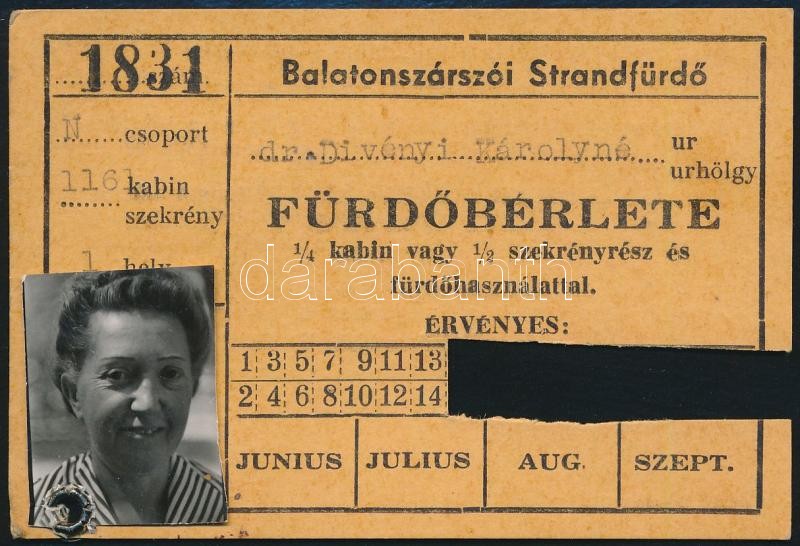 1831
szám.
N csoport
1161 kabin
szekrény
1 hely
Balatonszárszói Strandfürdő
dr.Divényi Károlyné ur
urhölgy
FÜRDŐBÉRLETE
1/4 kabin vagy 1/2 szekrényrész és
fürdőhasználattal.
ÉRVÉNYES:
1 3 5 7 9 11 13
2 4 6 8 10 12 14
JUNIUS JULIUS AUG. SZEPT.
darabanth